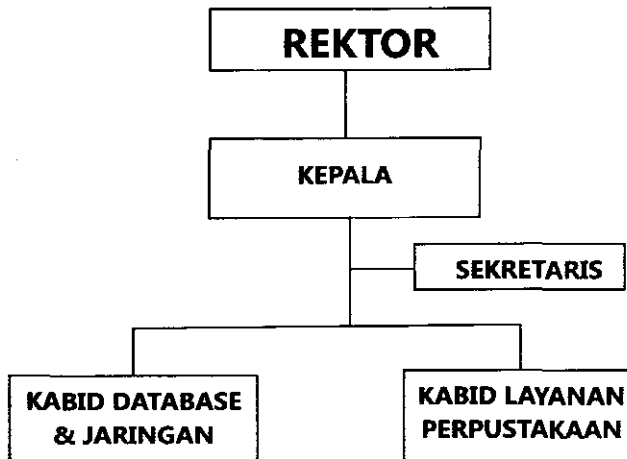 REKTOR
KEPALA
SEKRETARIS
KABID DATABASE
& JARINGAN
KABID LAYANAN
PERPUSTAKAAN